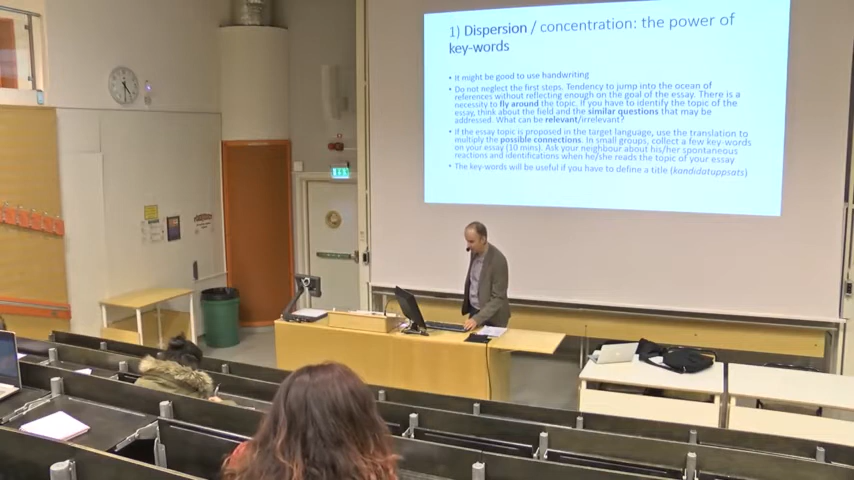 1) Dispersion / concentration: the power of
key-words
• It might be good to use handwriting
• Do not neglect the first steps. Tendency to jump into the ocean of
references without reflecting enough on the goal of the essay. There is a
necessity to fly around the topic. If you have to identify the topic of the
essay, think about the field and the similar questions that may be
addressed. What can be relevant/irrelevant?
• If the essay topic is proposed in the target language, use the translation to
multiply the possible connections. In small groups, collect a few key-words
on your essay (10 mins). Ask your neighbour about his/her spontaneous
reactions and identifications when he/she reads the topic of your essay
• The key-words will be useful if you have to define a title (kandidatuppsats)